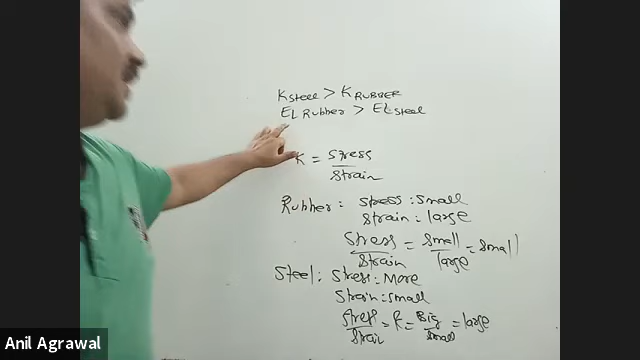 K steel > K RUBBER
EL Rubber > EL steel
K = stress
strain
Rubber : stress : small
strain : large
stress = small = small
strain large
Steel : stress : More
strain : small
stress = K = Big = large
strain small
Anil Agrawal